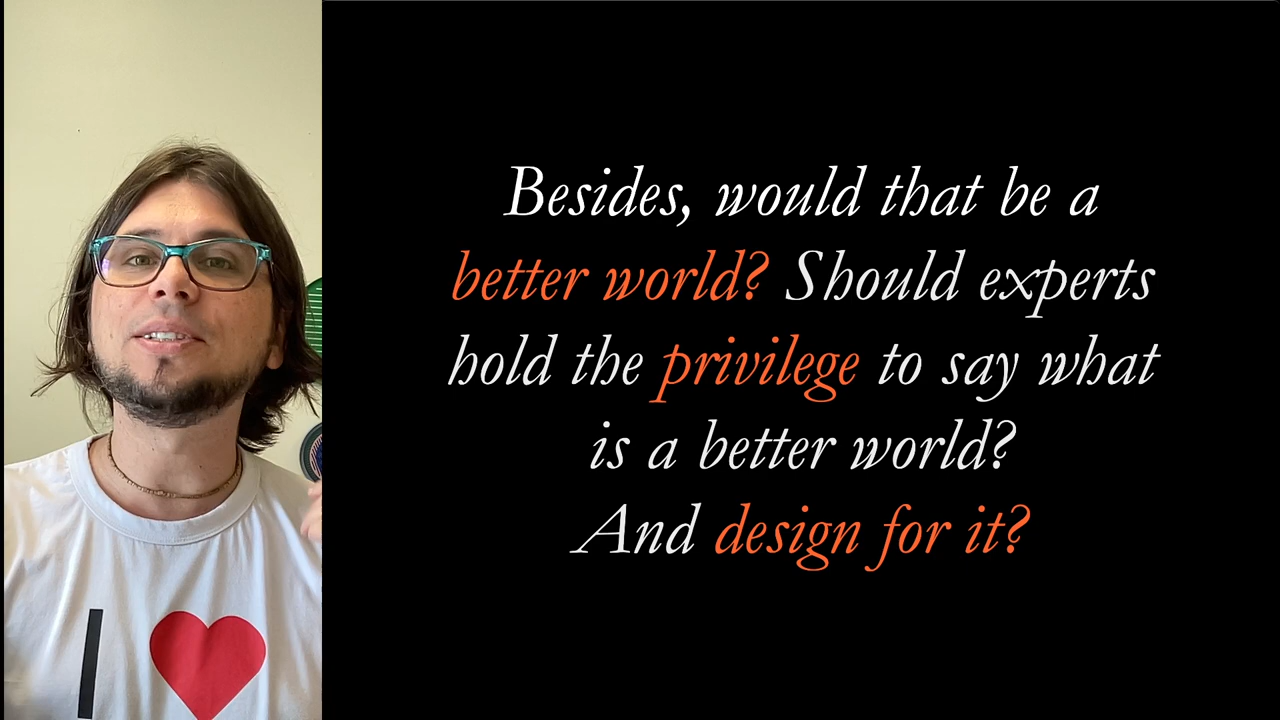 Besides, would that be a
better world? Should experts
hold the privilege to say what
is a better world?
And design for it?
I ❤